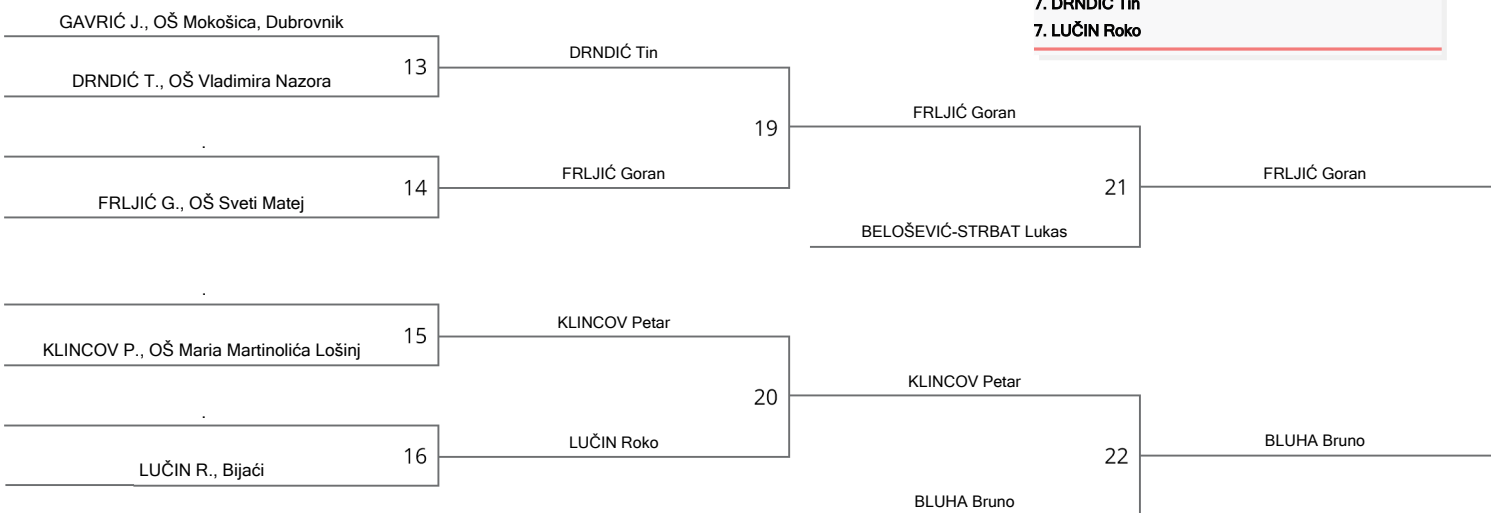 7. DRNDIĆ Tin
7. LUČIN Roko
GAVRIĆ J., OŠ Mokošica, Dubrovnik
13
DRNDIĆ T., OŠ Vladimira Nazora
DRNDIĆ Tin
.
14
FRLJIĆ G., OŠ Sveti Matej
FRLJIĆ Goran
19
FRLJIĆ Goran
BELOŠEVIĆ-STRBAT Lukas
21
FRLJIĆ Goran
.
15
KLINCOV P., OŠ Maria Martinolića Lošinj
KLINCOV Petar
.
16
LUČIN R., Bijaći
LUČIN Roko
20
KLINCOV Petar
22
BLUHA Bruno
BLUHA Bruno